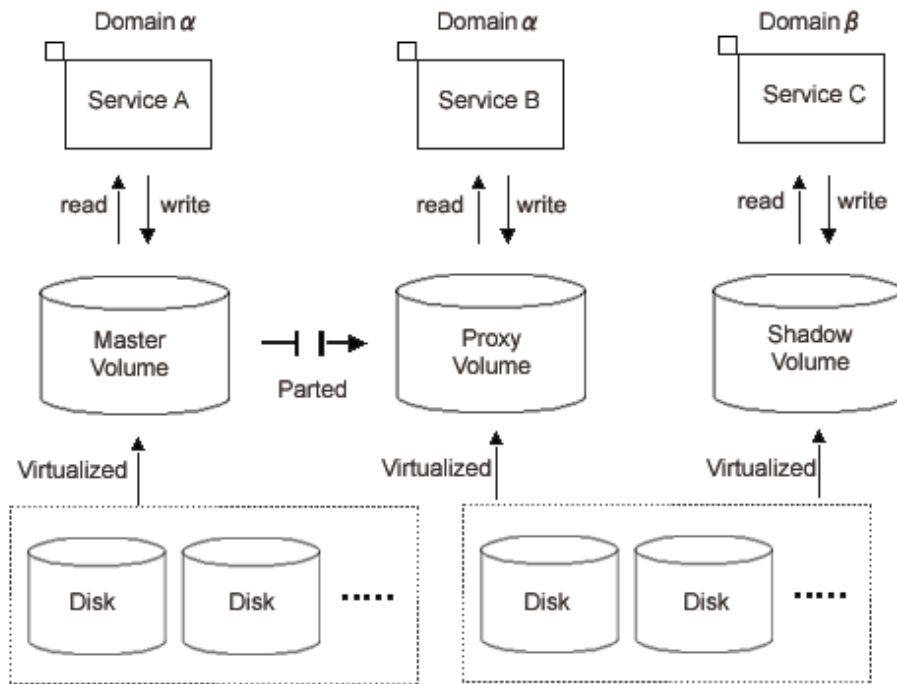 Domain α
Domain α
Domain β
Service A
Service B
Service C
read
write
read
write
read
write
Master
Volume
Parted
Proxy
Volume
Shadow
Volume
Virtualized
Virtualized
Virtualized
Disk
Disk
.....
Disk
Disk
.....